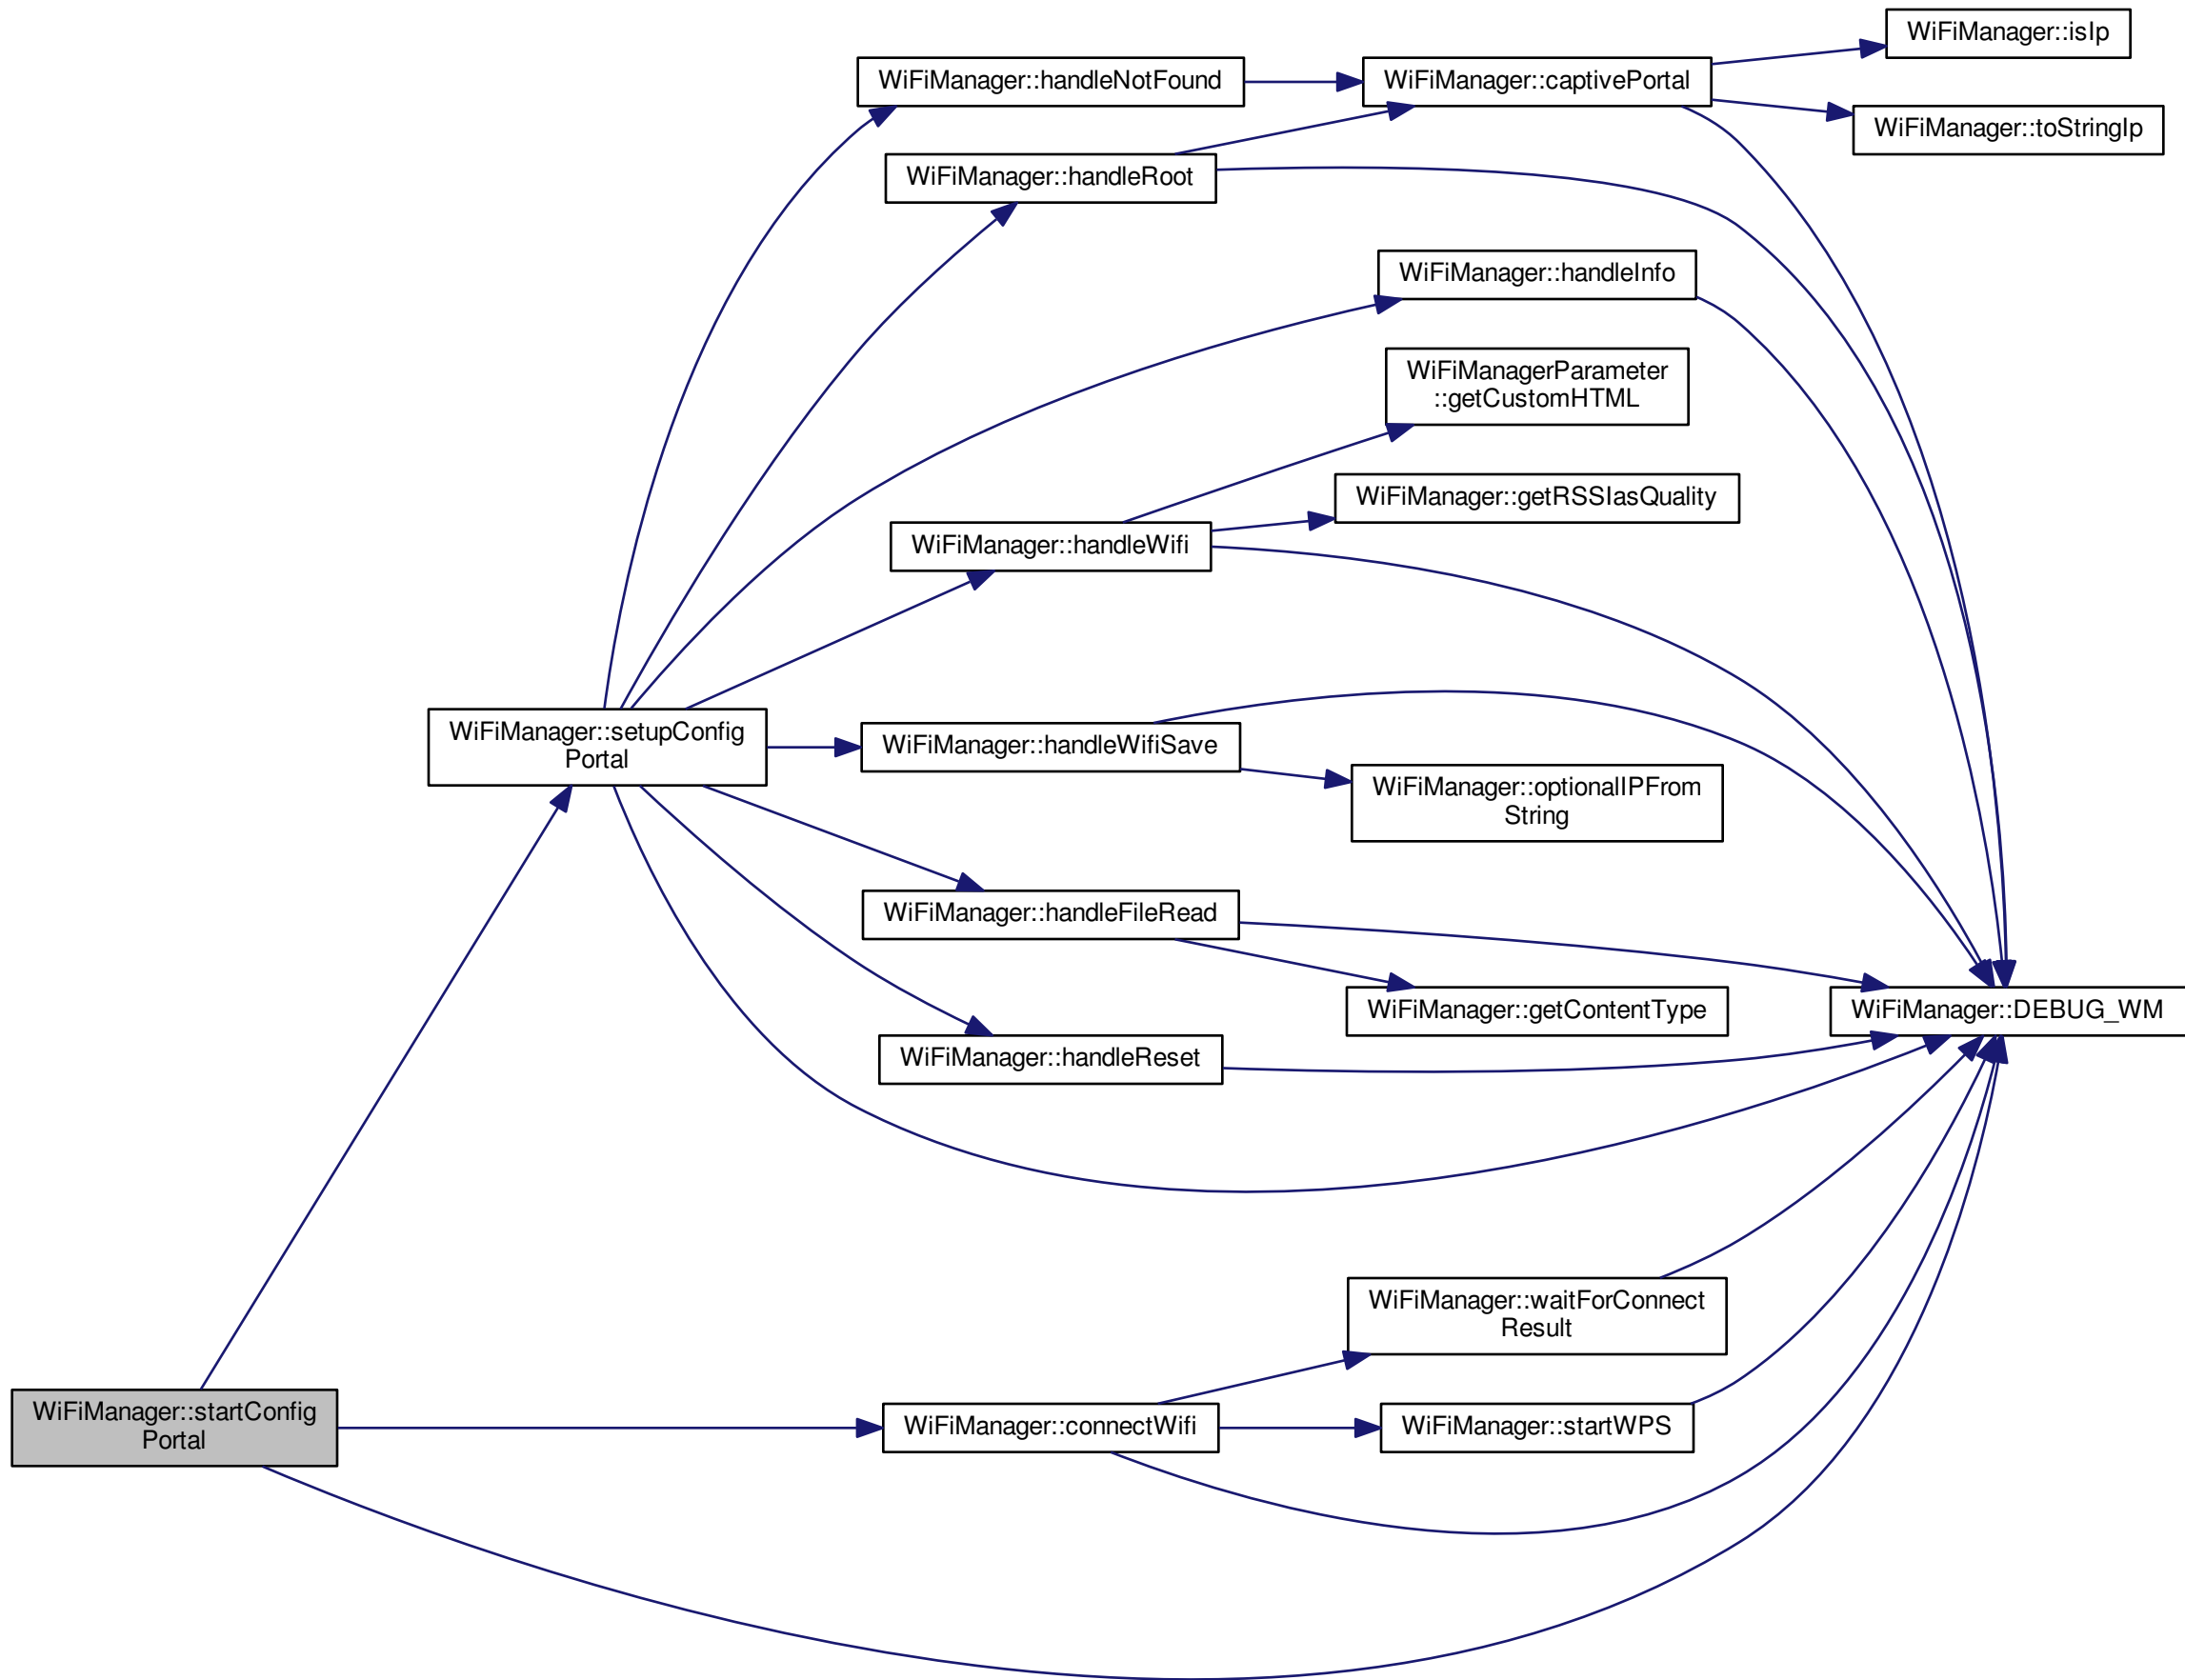 WiFiManager::isIp
WiFiManager::handleNotFound
WiFiManager::captivePortal
WiFiManager::toStringIp
WiFiManager::handleRoot
WiFiManager::handleInfo
WiFiManagerParameter
::getCustomHTML
WiFiManager::getRSSIasQuality
WiFiManager::handleWifi
WiFiManager::setupConfig
Portal
WiFiManager::handleWifiSave
WiFiManager::optionalIPFrom
String
WiFiManager::handleFileRead
WiFiManager::getContentType
WiFiManager::DEBUG_WM
WiFiManager::handleReset
WiFiManager::waitForConnect
Result
WiFiManager::startConfig
Portal
WiFiManager::connectWifi
WiFiManager::startWPS